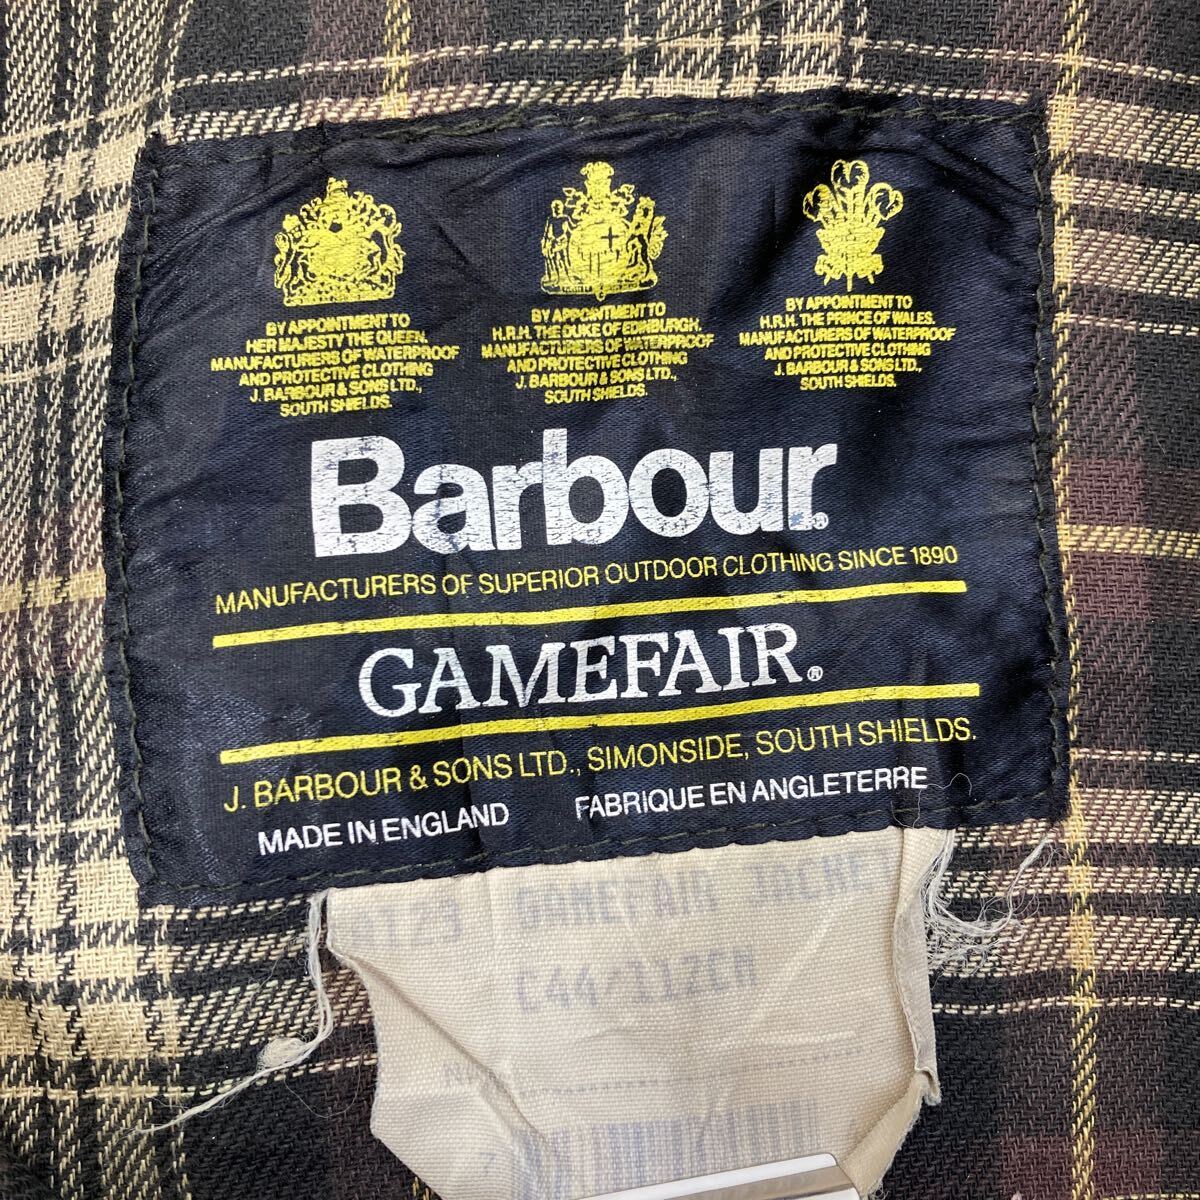 BY APPOINTMENT TO
HER MAJESTY THE QUEEN.
MANUFACTURERS OF WATERPROOF
AND PROTECTIVE CLOTHING
J. BARBOUR & SONS LTD.,
SOUTH SHIELDS.
BY APPOINTMENT TO
H.R.H. THE DUKE OF EDINBURGH.
MANUFACTURERS OF WATERPROOF
AND PROTECTIVE CLOTHING
J. BARBOUR & SONS LTD.,
SOUTH SHIELDS.
BY APPOINTMENT TO
H.R.H. THE PRINCE OF WALES.
MANUFACTURERS OF WATERPROOF
AND PROTECTIVE CLOTHING
J. BARBOUR & SONS LTD.,
SOUTH SHIELDS.
Barbour®
MANUFACTURERS OF SUPERIOR OUTDOOR CLOTHING SINCE 1890
GAMEFAIR®
J. BARBOUR & SONS LTD., SIMONSIDE, SOUTH SHIELDS.
MADE IN ENGLAND FABRIQUE EN ANGLETERRE
GAMEFAIR JACKE
C44/112CM